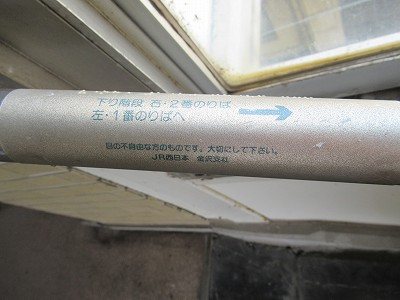 下り階段 右・2番のりば
左・1番のりばへ
目の不自由な方のものです。大切にして下さい。
JR西日本 金沢支社